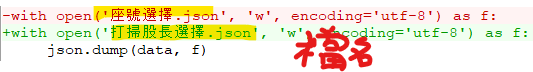 -with open('座號選擇.json', 'w', encoding='utf-8') as f:
+with open('打掃股長選擇.json', 'w', encoding='utf-8') as f:
    json.dump(data, f)
檔名